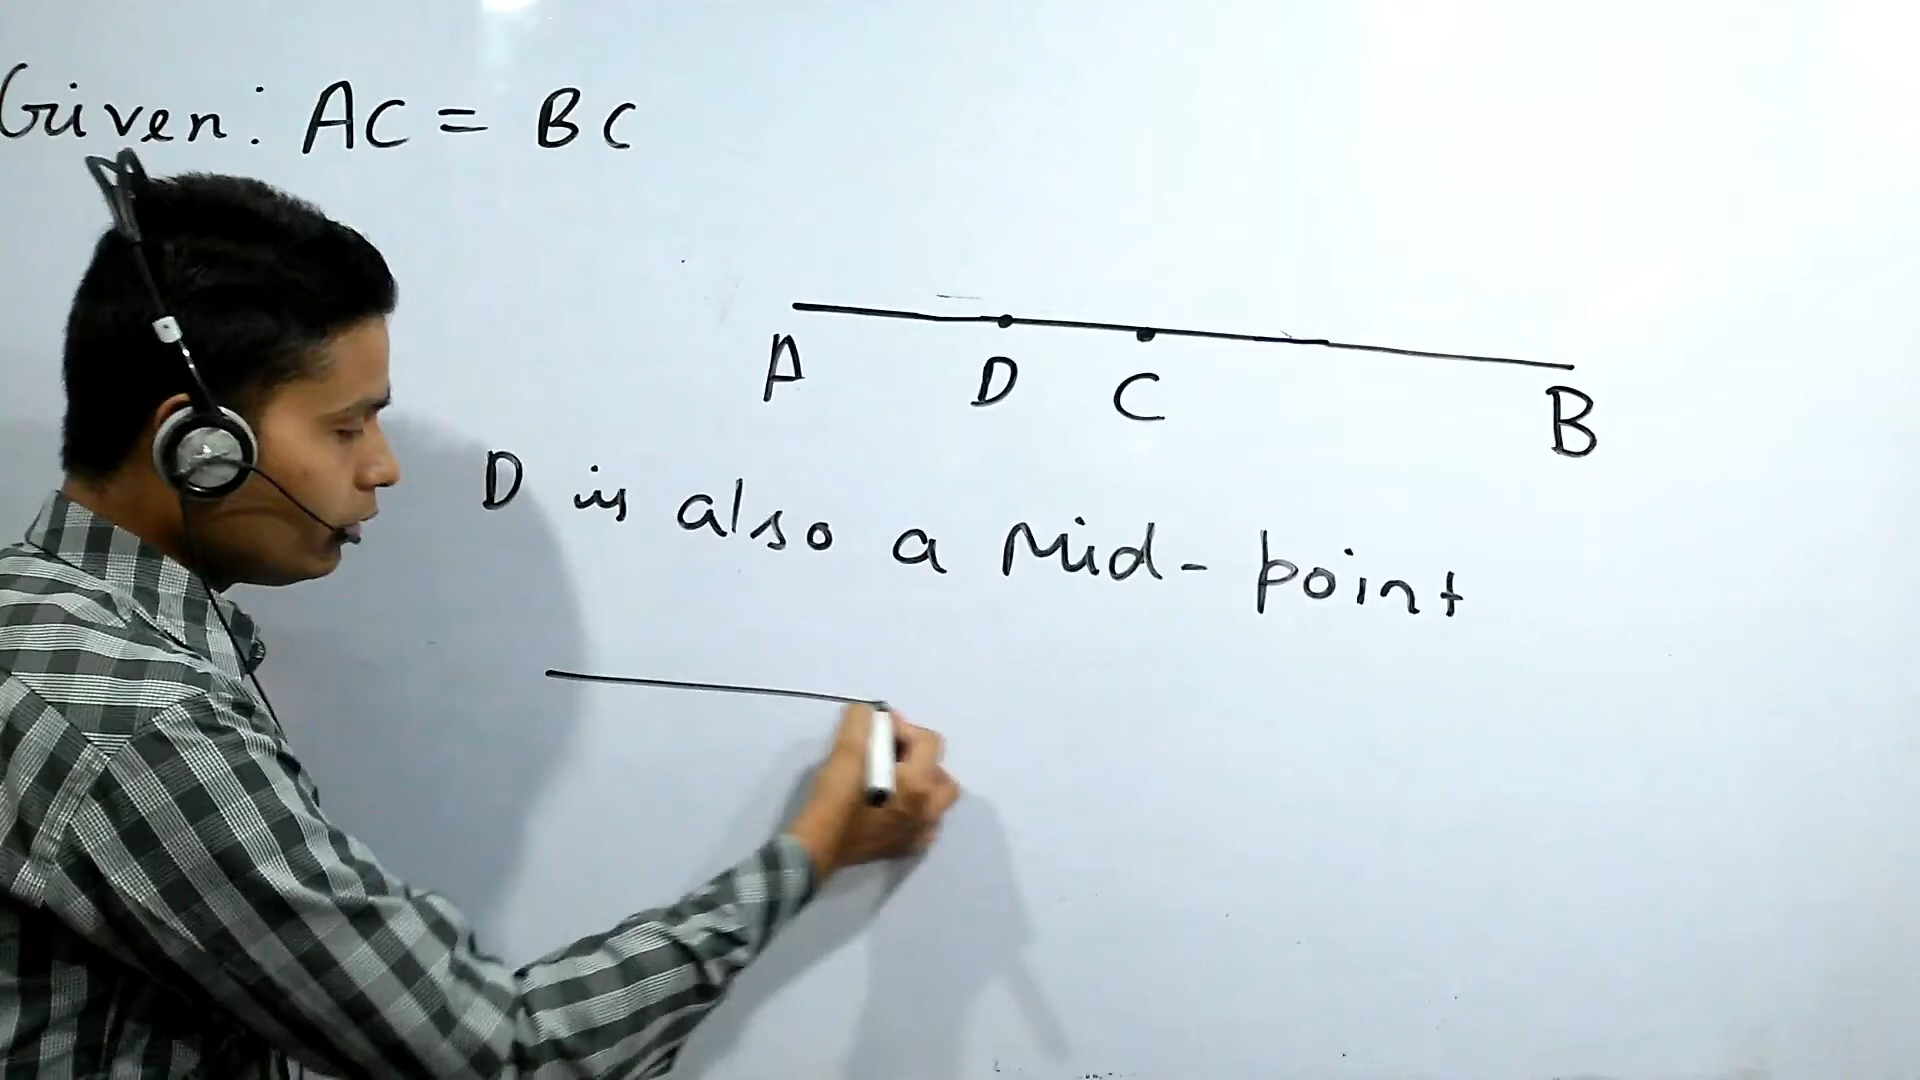 Given: AC = BC
A D C B
D is also a Mid-point